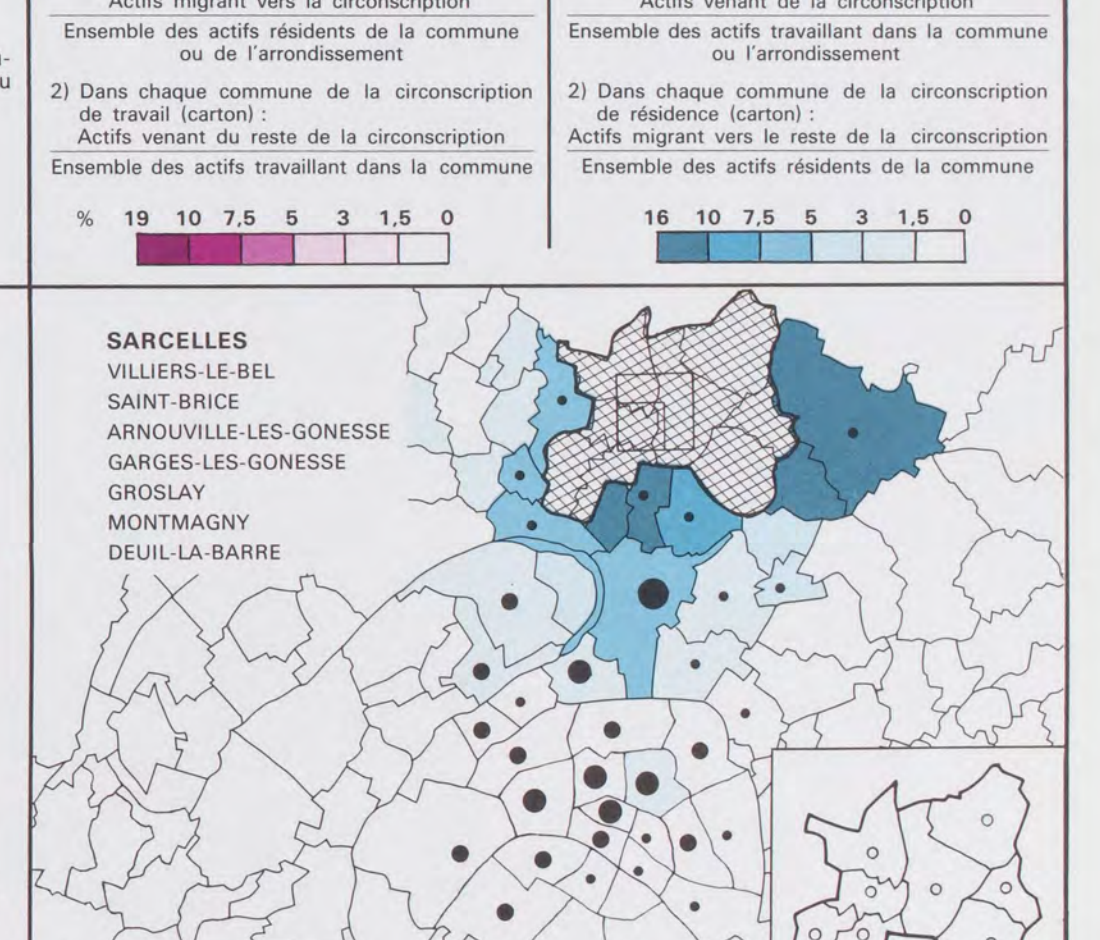 Actifs migrant vers la circonscription
Ensemble des actifs résidents de la commune
ou de l'arrondissement
2) Dans chaque commune de la circonscription
de travail (carton) :
Actifs venant du reste de la circonscription
Ensemble des actifs travaillant dans la commune
% 19 10 7,5 5 3 1,5 0
Actifs venant de la circonscription
Ensemble des actifs travaillant dans la commune
ou l'arrondissement
2) Dans chaque commune de la circonscription
de résidence (carton) :
Actifs migrant vers le reste de la circonscription
Ensemble des actifs résidents de la commune
16 10 7,5 5 3 1,5 0
SARCELLES
VILLIERS-LE-BEL
SAINT-BRICE
ARNOUVILLE-LES-GONESSE
GARGES-LES-GONESSE
GROSLAY
MONTMAGNY
DEUIL-LA-BARRE